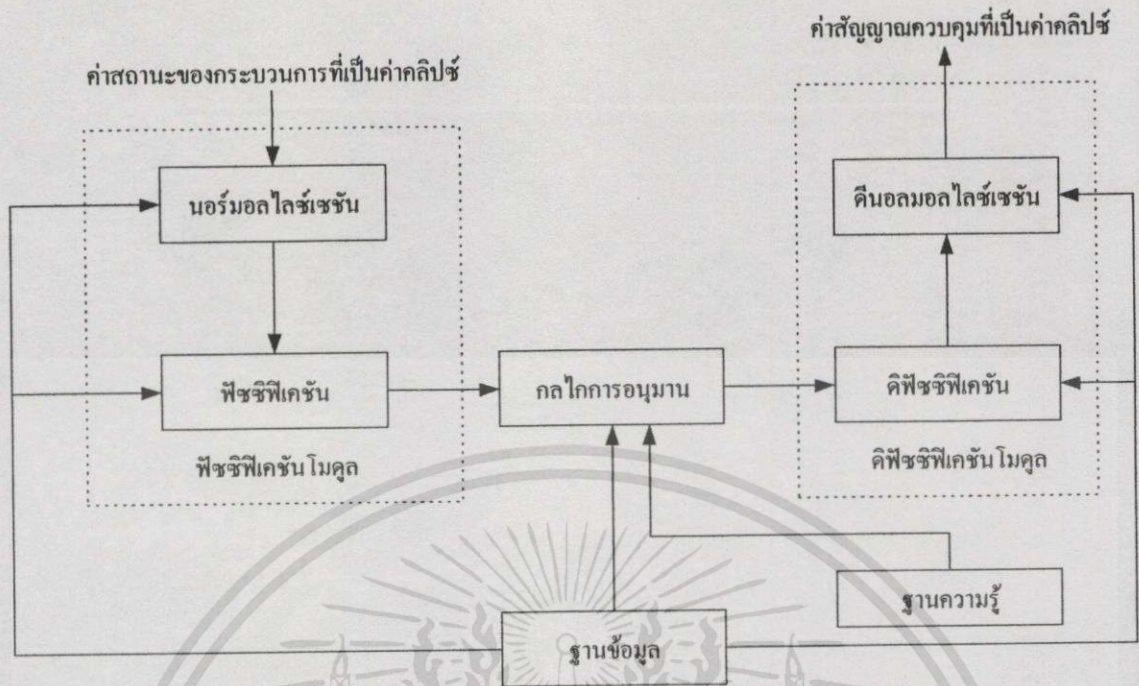 ค่าสัญญาณควบคุมที่เป็นค่าคลิปซ์
ค่าสถานะของกระบวนการที่เป็นค่าคลิปซ์
นอร์มอลไลซ์เซชัน
ดีนอลมอลไลซ์เซชัน
ฟัซซิฟิเคชัน
กลไกการอนุมาน
ดิฟัซซิฟิเคชัน
ฟัซซิฟิเคชัน โมดูล
ดิฟัซซิฟิเคชัน โมดูล
ฐานความรู้
ฐานข้อมูล